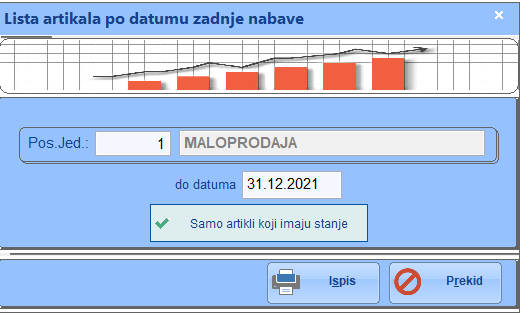 Lista artikala po datumu zadnje nabave
Pos.Jed.: 1 MALOPRODAJA
do datuma 31.12.2021
Samo artikli koji imaju stanje
Ispis Prekid